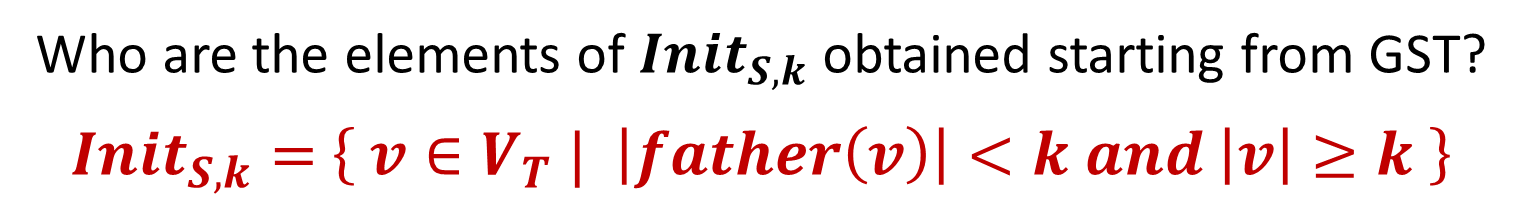 Who are the elements of Init_{S,k} obtained starting from GST?
Init_{S,k} = { v ∈ V_T | |father(v)| < k and |v| ≥ k }